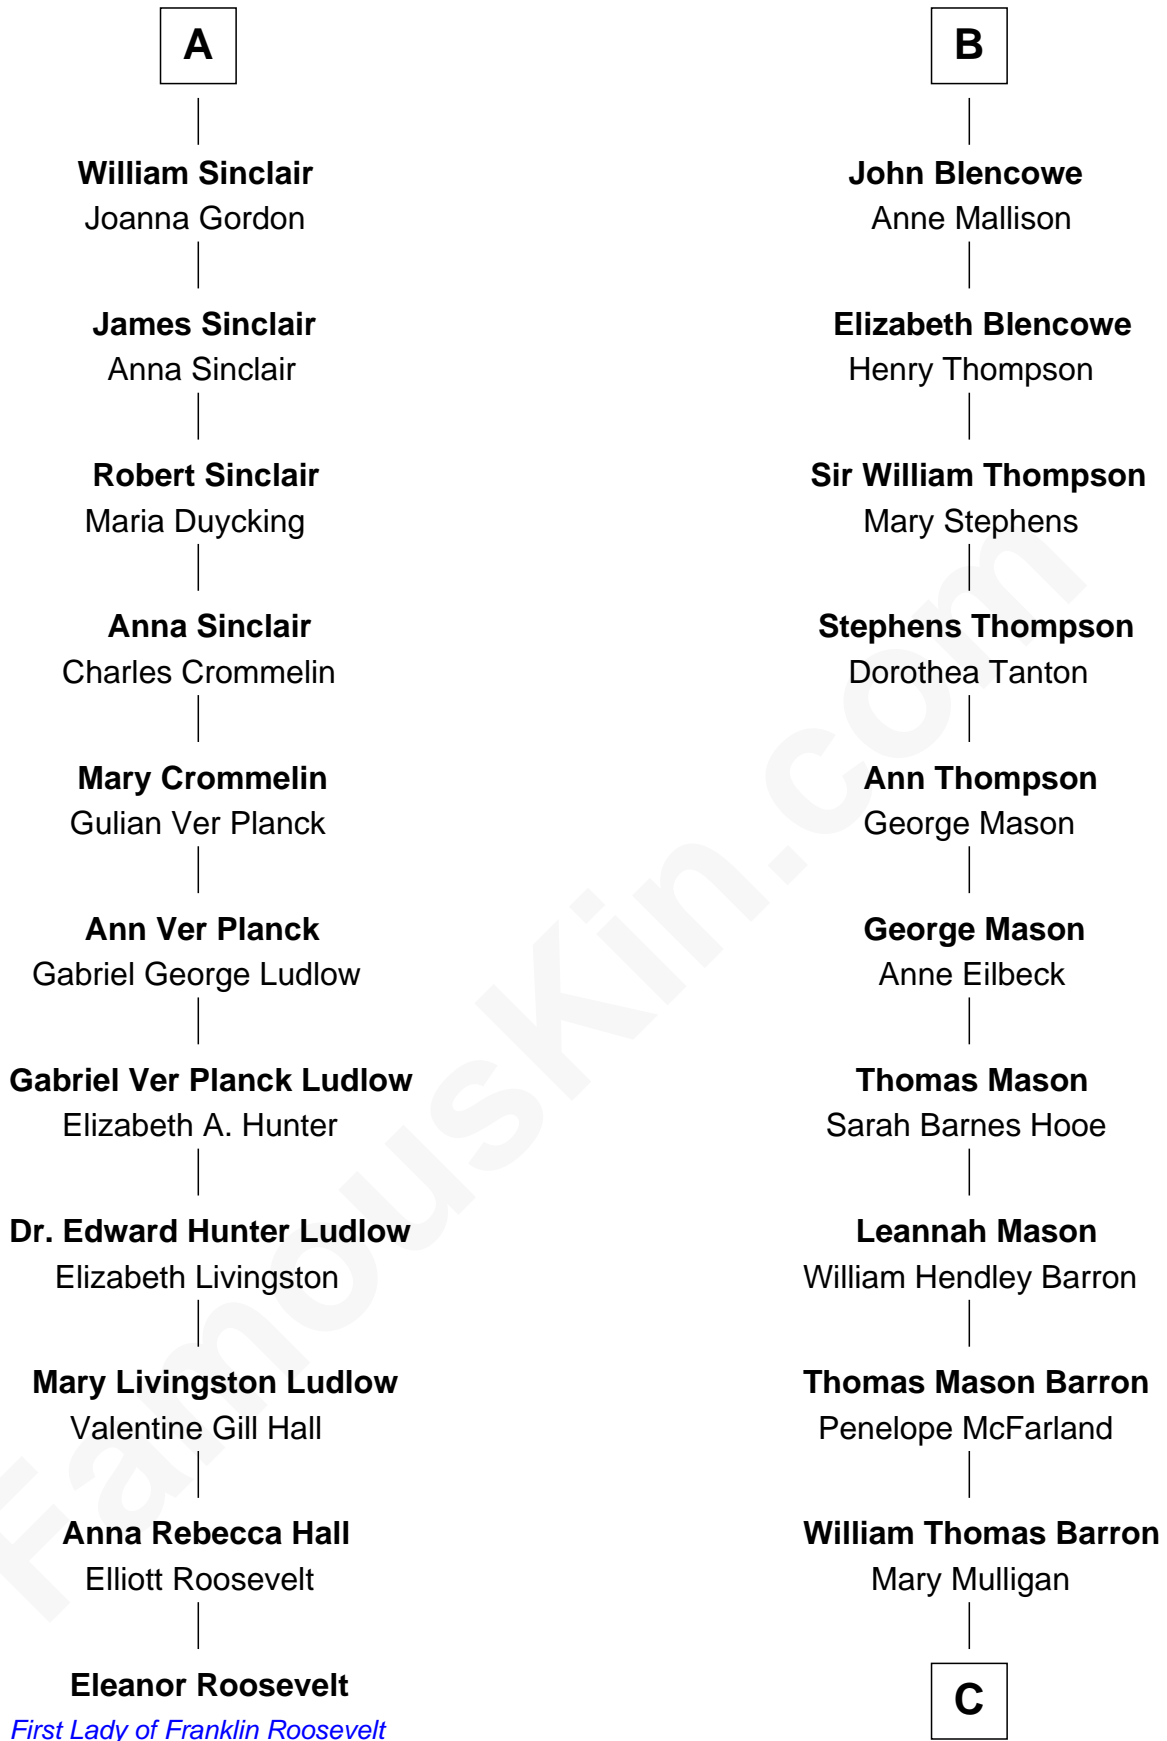 A
William Sinclair
Joanna Gordon
James Sinclair
Anna Sinclair
Robert Sinclair
Maria Duycking
Anna Sinclair
Charles Crommelin
Mary Crommelin
Gulian Ver Planck
Ann Ver Planck
Gabriel George Ludlow
Gabriel Ver Planck Ludlow
Elizabeth A. Hunter
Dr. Edward Hunter Ludlow
Elizabeth Livingston
Mary Livingston Ludlow
Valentine Gill Hall
Anna Rebecca Hall
Elliott Roosevelt
Eleanor Roosevelt
First Lady of Franklin Roosevelt
B
John Blencowe
Anne Mallison
Elizabeth Blencowe
Henry Thompson
Sir William Thompson
Mary Stephens
Stephens Thompson
Dorothea Tanton
Ann Thompson
George Mason
George Mason
Anne Eilbeck
Thomas Mason
Sarah Barnes Hooe
Leannah Mason
William Hendley Barron
Thomas Mason Barron
Penelope McFarland
William Thomas Barron
Mary Mulligan
C
FamousKin.com